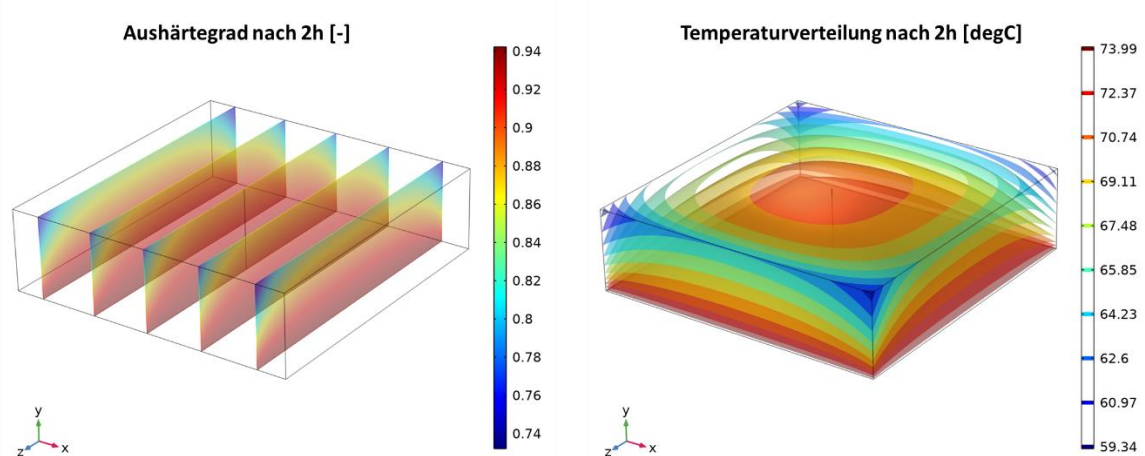 Aushärtegrad nach 2h [-]
0.94
0.92
0.9
0.88
0.86
0.84
0.82
0.8
0.78
0.76
0.74
y
z
x
Temperaturverteilung nach 2h [degC]
73.99
72.37
70.74
69.11
67.48
65.85
64.23
62.6
60.97
59.34
y
z
x